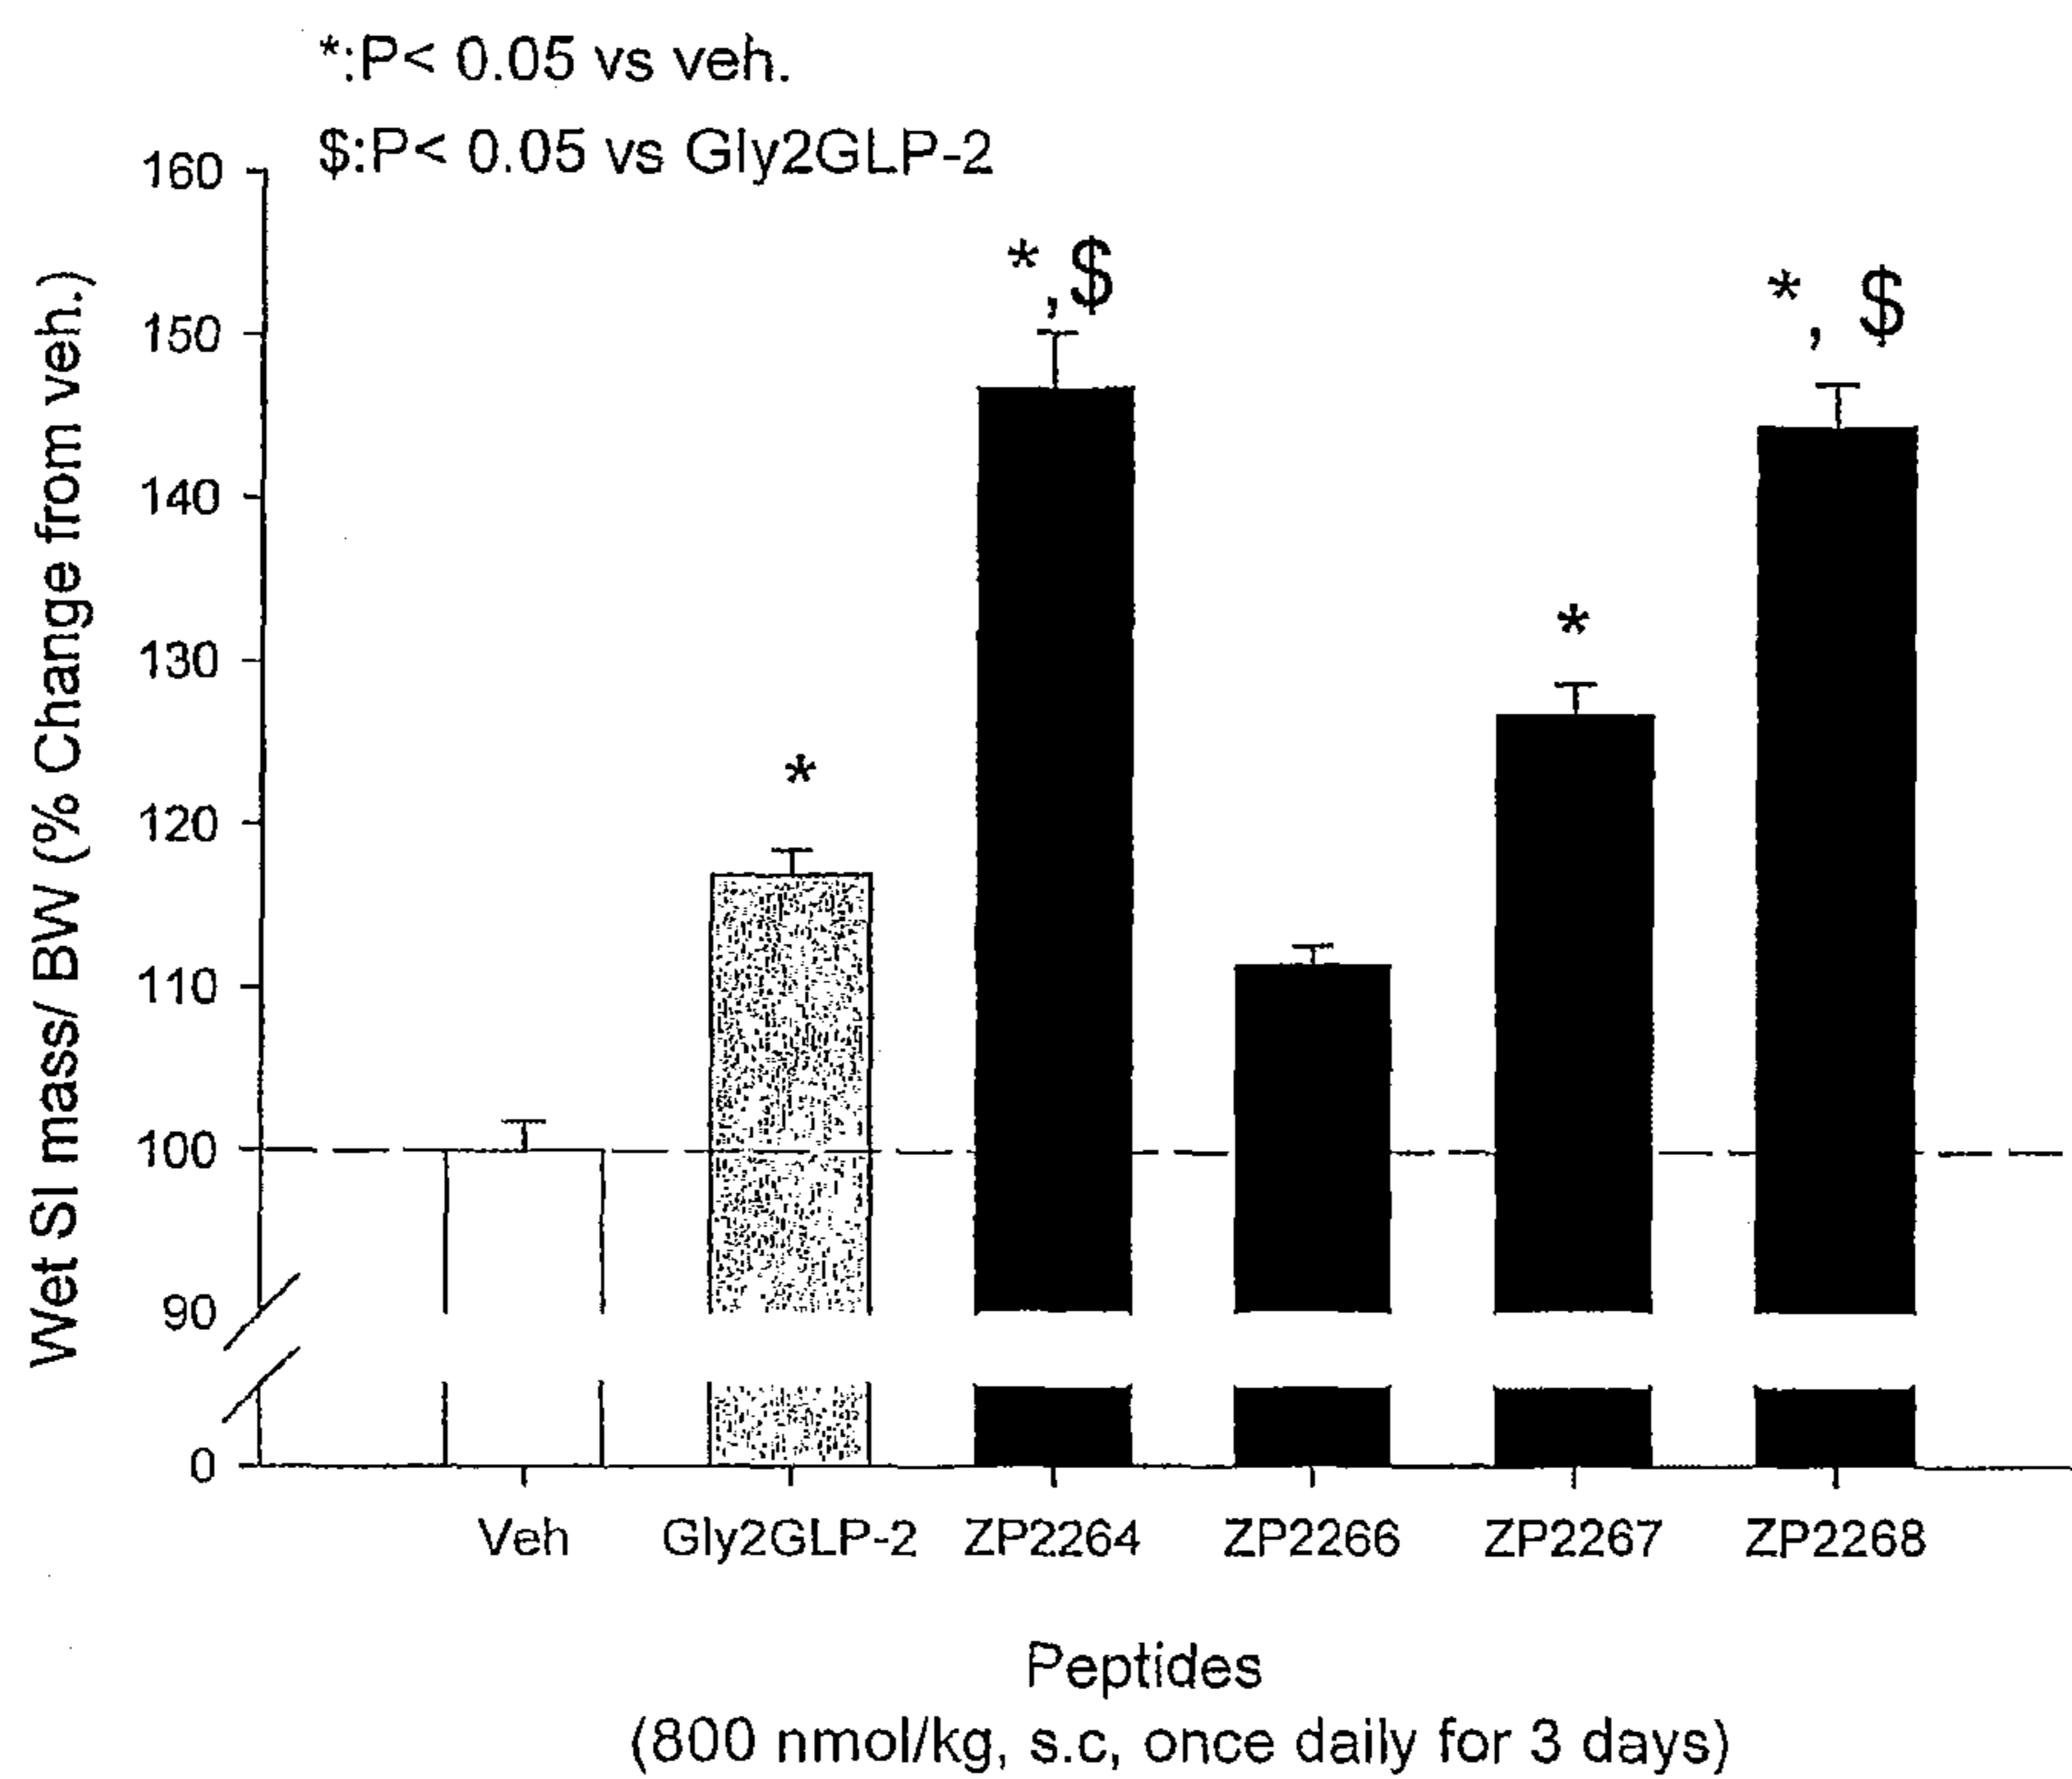 *:P< 0.05 vs veh.
$:P< 0.05 vs Gly2GLP-2
Wet SI mass/ BW (% Change from veh.)
160
150
140
130
120
110
100
90
0
*,$
*, $
*
*
Veh Gly2GLP-2 ZP2264 ZP2266 ZP2267 ZP2268
Peptides
(800 nmol/kg, s.c, once daily for 3 days)